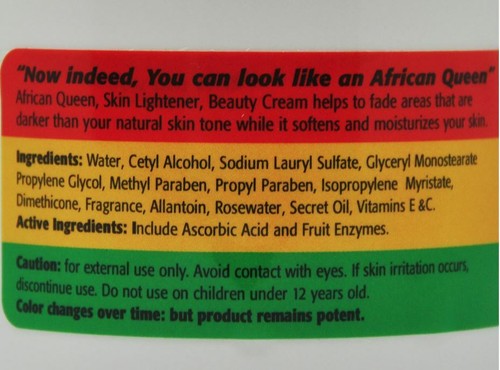 "Now indeed, You can look like an African Queen"
African Queen, Skin Lightener, Beauty Cream helps to fade areas that are
darker than your natural skin tone while it softens and moisturizes your skin.
Ingredients: Water, Cetyl Alcohol, Sodium Lauryl Sulfate, Glyceryl Monostearate
Propylene Glycol, Methyl Paraben, Propyl Paraben, Isopropylene Myristate,
Dimethicone, Fragrance, Allantoin, Rosewater, Secret Oil, Vitamins E &C.
Active Ingredients: Include Ascorbic Acid and Fruit Enzymes.
Caution: for external use only. Avoid contact with eyes. If skin irritation occurs,
discontinue use. Do not use on children under 12 years old.
Color changes over time: but product remains potent.